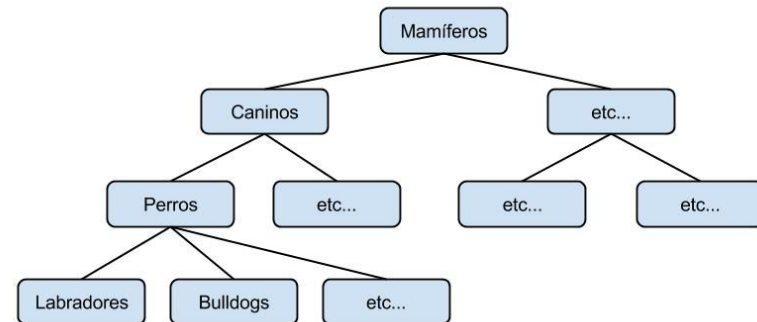 Mamíferos
Caninos
etc...
Perros
etc...
etc...
etc...
Labradores
Bulldogs
etc...